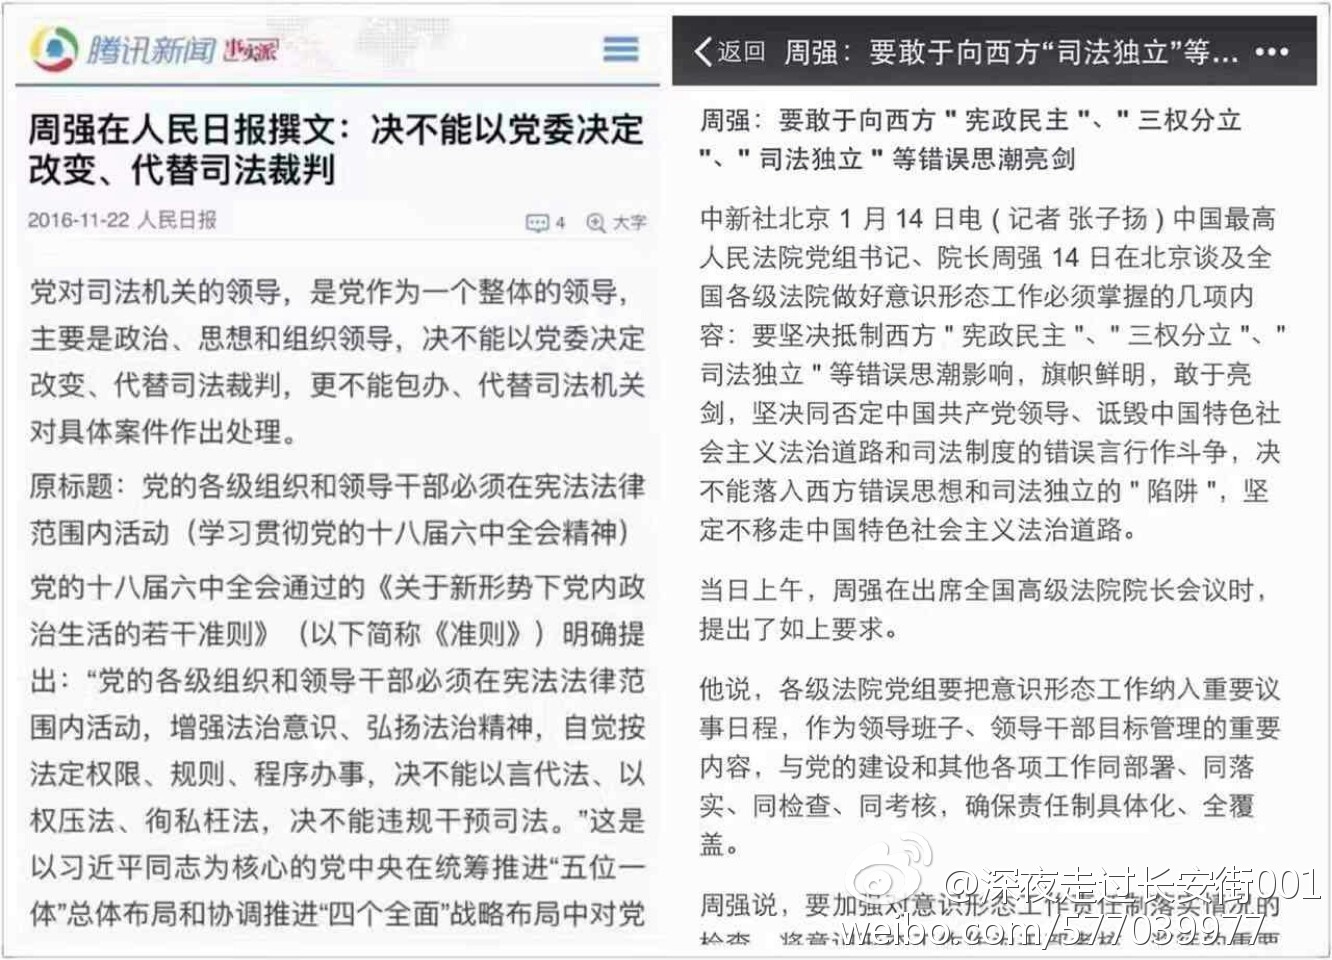 腾讯新闻 事实派
周强在人民日报撰文：决不能以党委决定
改变、代替司法裁判
2016-11-22 人民日报
4 大字
党对司法机关的领导，是党作为一个整体的领导，
主要是政治、思想和组织领导，决不能以党委决定
改变、代替司法裁判，更不能包办、代替司法机关
对具体案件作出处理。
原标题：党的各级组织和领导干部必须在宪法法律
范围内活动（学习贯彻党的十八届六中全会精神）
党的十八届六中全会通过的《关于新形势下党内政
治生活的若干准则》（以下简称《准则》）明确提
出：“党的各级组织和领导干部必须在宪法法律范
围内活动，增强法治意识、弘扬法治精神，自觉按
法定权限、规则、程序办事，决不能以言代法、以
权压法、徇私枉法，决不能违规干预司法。”这是
以习近平同志为核心的党中央在统筹推进“五位一
体”总体布局和协调推进“四个全面”战略布局中对党
返回 周强：要敢于向西方“司法独立”等...
周强：要敢于向西方＂宪政民主＂、＂三权分立
＂、＂司法独立＂等错误思潮亮剑
中新社北京 1 月 14 日电 ( 记者 张子扬 ) 中国最高
人民法院党组书记、院长周强 14 日在北京谈及全
国各级法院做好意识形态工作必须掌握的几项内
容：要坚决抵制西方＂宪政民主＂、＂三权分立＂、＂
司法独立＂等错误思潮影响，旗帜鲜明，敢于亮
剑，坚决同否定中国共产党领导、诋毁中国特色社
会主义法治道路和司法制度的错误言行作斗争，决
不能落入西方错误思想和司法独立的＂陷阱＂，坚
定不移走中国特色社会主义法治道路。
当日上午，周强在出席全国高级法院院长会议时，
提出了如上要求。
他说，各级法院党组要把意识形态工作纳入重要议
事日程，作为领导班子、领导干部目标管理的重要
内容，与党的建设和其他各项工作同部署、同落
实、同检查、同考核，确保责任制具体化、全覆
盖。
周强说，要加强对意识形态工作责任制落实情况的
@深夜走过长安街001
weibo.com/577039977